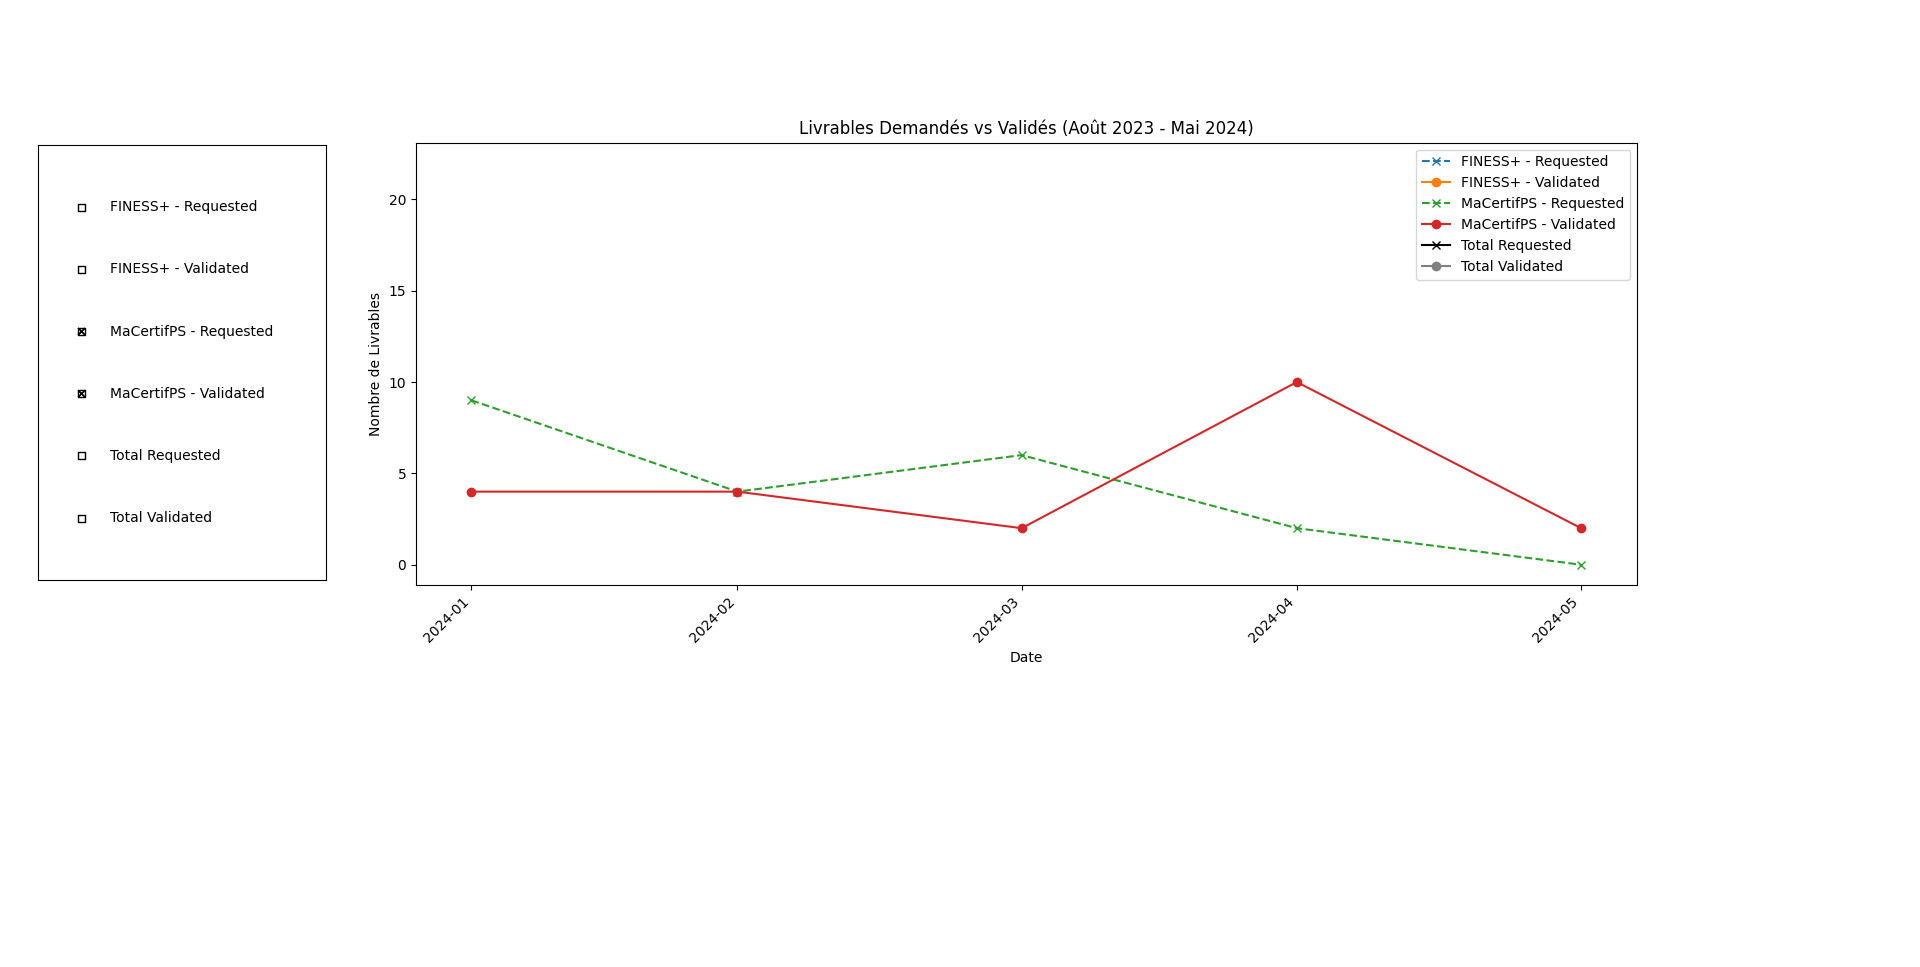 FINESS+ - Requested
FINESS+ - Validated
MaCertifPS - Requested
MaCertifPS - Validated
Total Requested
Total Validated
Livrables Demandés vs Validés (Août 2023 - Mai 2024)
FINESS+ - Requested
FINESS+ - Validated
MaCertifPS - Requested
MaCertifPS - Validated
Total Requested
Total Validated
Nombre de Livrables
20
15
10
5
0
2024-01
2024-02
2024-03
2024-04
2024-05
Date